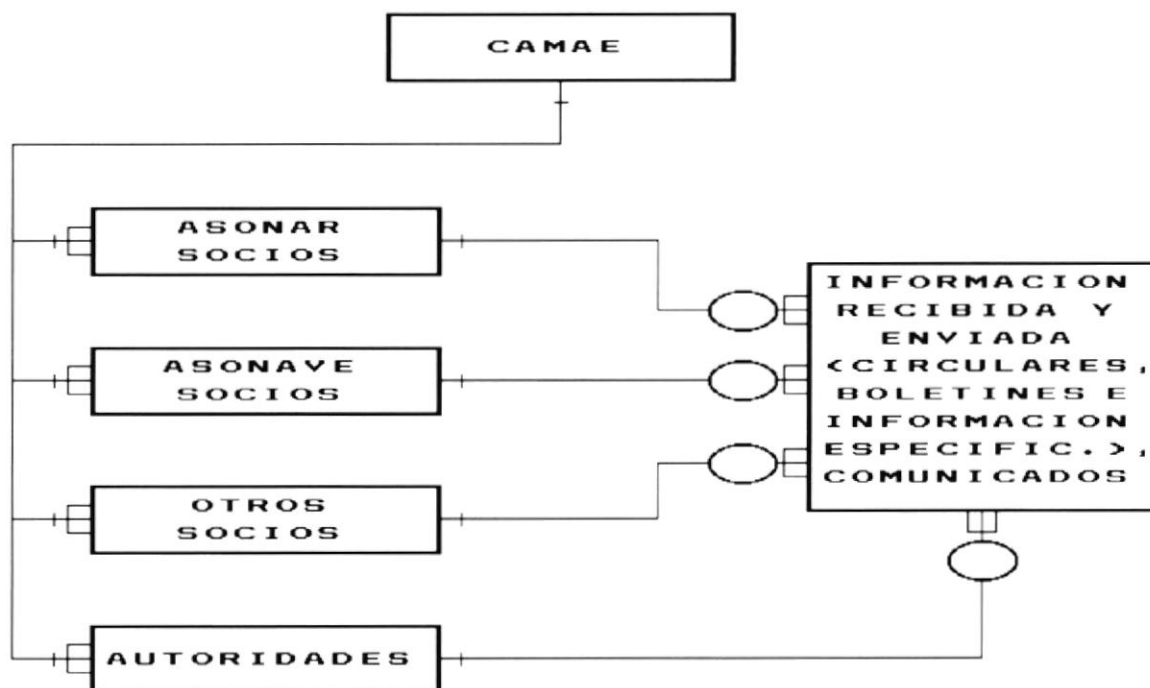 CAMAE
ASONAR
SOCIOS
ASONAVE
SOCIOS
OTROS
SOCIOS
AUTORIDADES
INFORMACION
RECIBIDA Y
ENVIADA
<CIRCULARES,
BOLETINES E
INFORMACION
ESPECIFIC.>,
COMUNICADOS